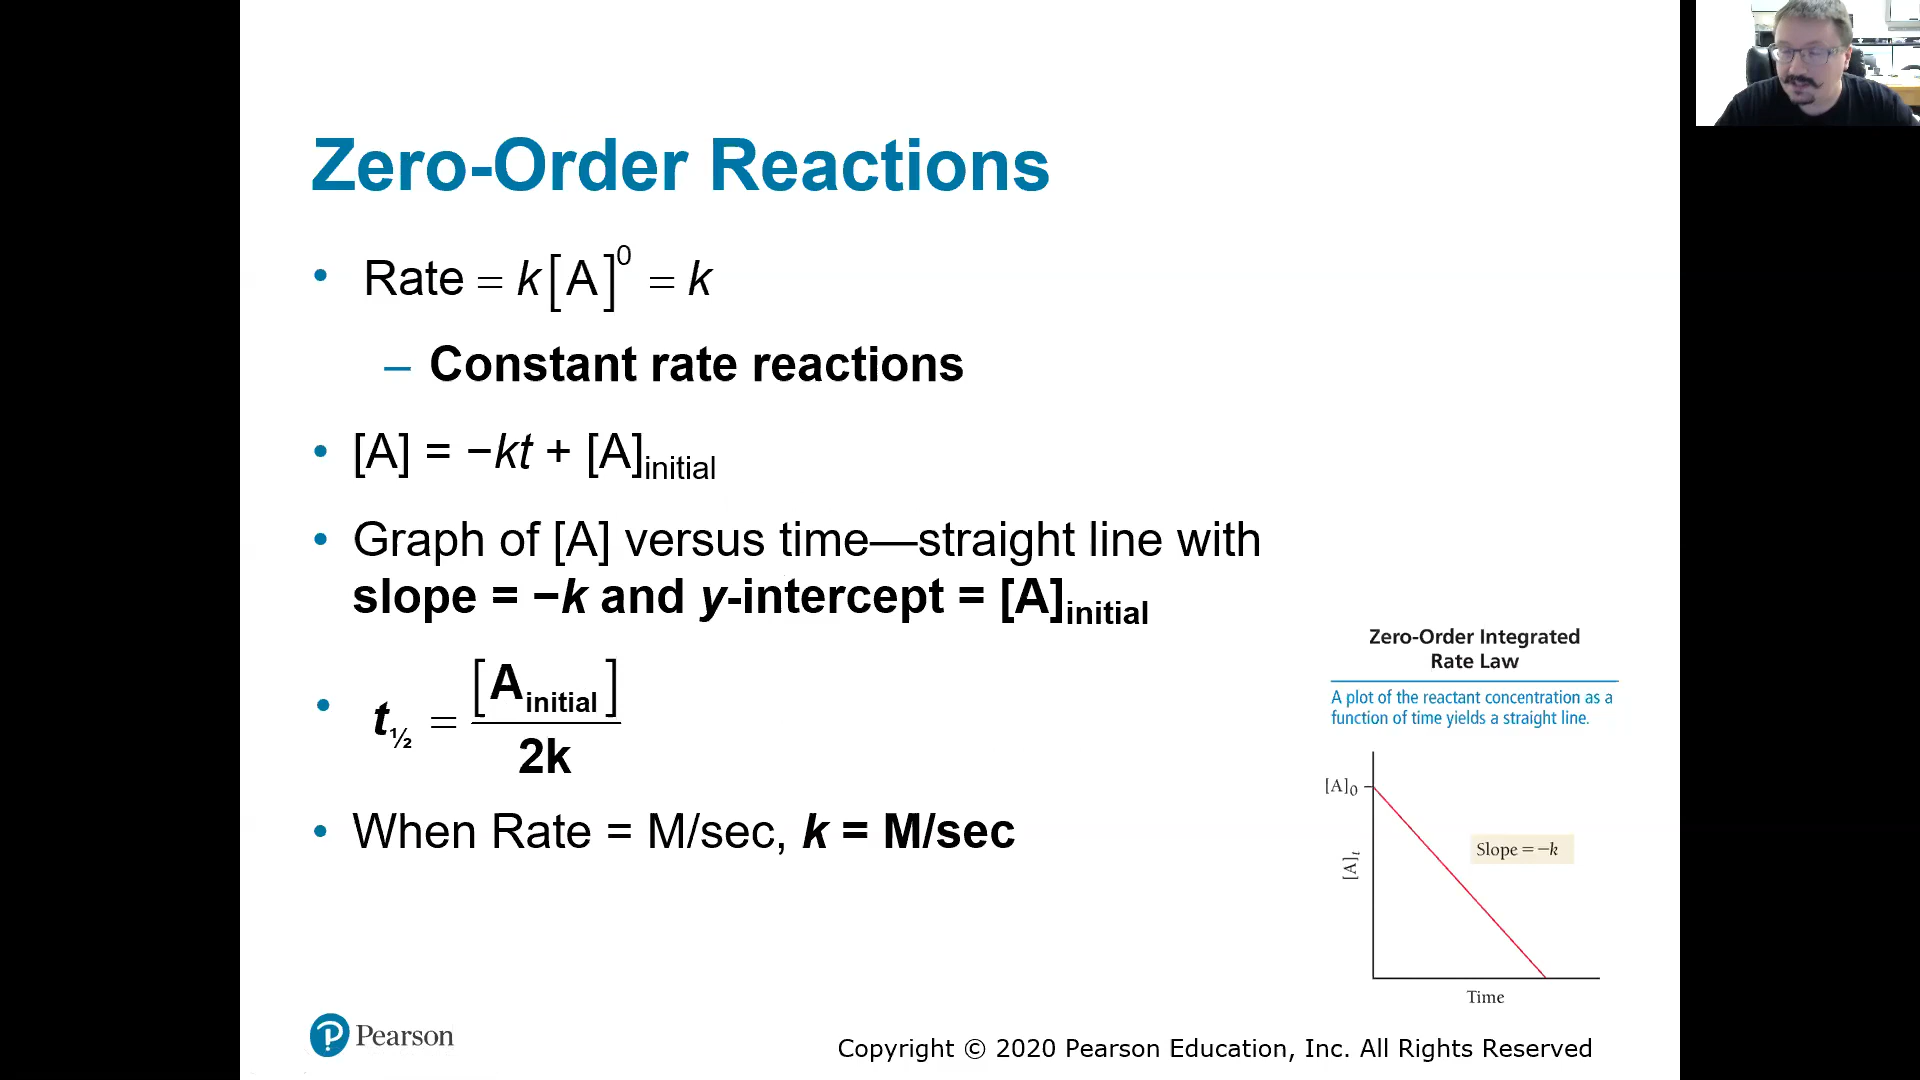 Zero-Order Reactions
• Rate = k[A]⁰ = k
– Constant rate reactions
• [A] = −kt + [A]initial
• Graph of [A] versus time—straight line with
slope = −k and y-intercept = [A]initial
• t½ = [Ainitial] / 2k
• When Rate = M/sec, k = M/sec
Zero-Order Integrated
Rate Law
A plot of the reactant concentration as a
function of time yields a straight line.
[A]0
[A]t
Slope = −k
Time
Pearson
Copyright © 2020 Pearson Education, Inc. All Rights Reserved